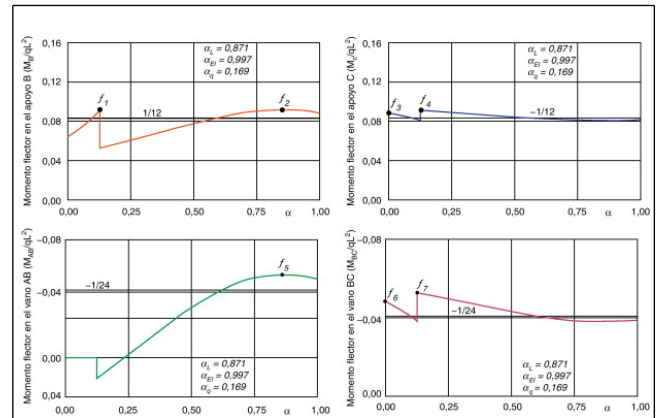 Momento flector en el apoyo B (M_B/qL²)
0,16
0,12
0,08
0,04
0,00
f₁
1/12
f₂
α_L = 0,871
α_EI = 0,997
α_q = 0,169
0,00
0,25
0,50
0,75
α
1,00
Momento flector en el apoyo C (M_c/qL²)
0,16
0,12
0,08
0,04
0,00
f₃
f₄
−1/12
α_L = 0,871
α_EI = 0,997
α_q = 0,169
0,00
0,25
0,50
0,75
α
1,00
Momento flector en el vano AB (M_AB/qL²)
−0,08
−0,04
0,00
0,04
−1/24
f₅
α_L = 0,871
α_EI = 0,997
α_q = 0,169
0,00
0,25
0,50
0,75
α
1,00
Momento flector en el vano BC (M_BC/qL²)
−0,08
−0,04
0,00
f₆
f₇
−1/24
α_L = 0,871
α_EI = 0,997
α_q = 0,169
0,00
0,25
0,50
0,75
α
1,00